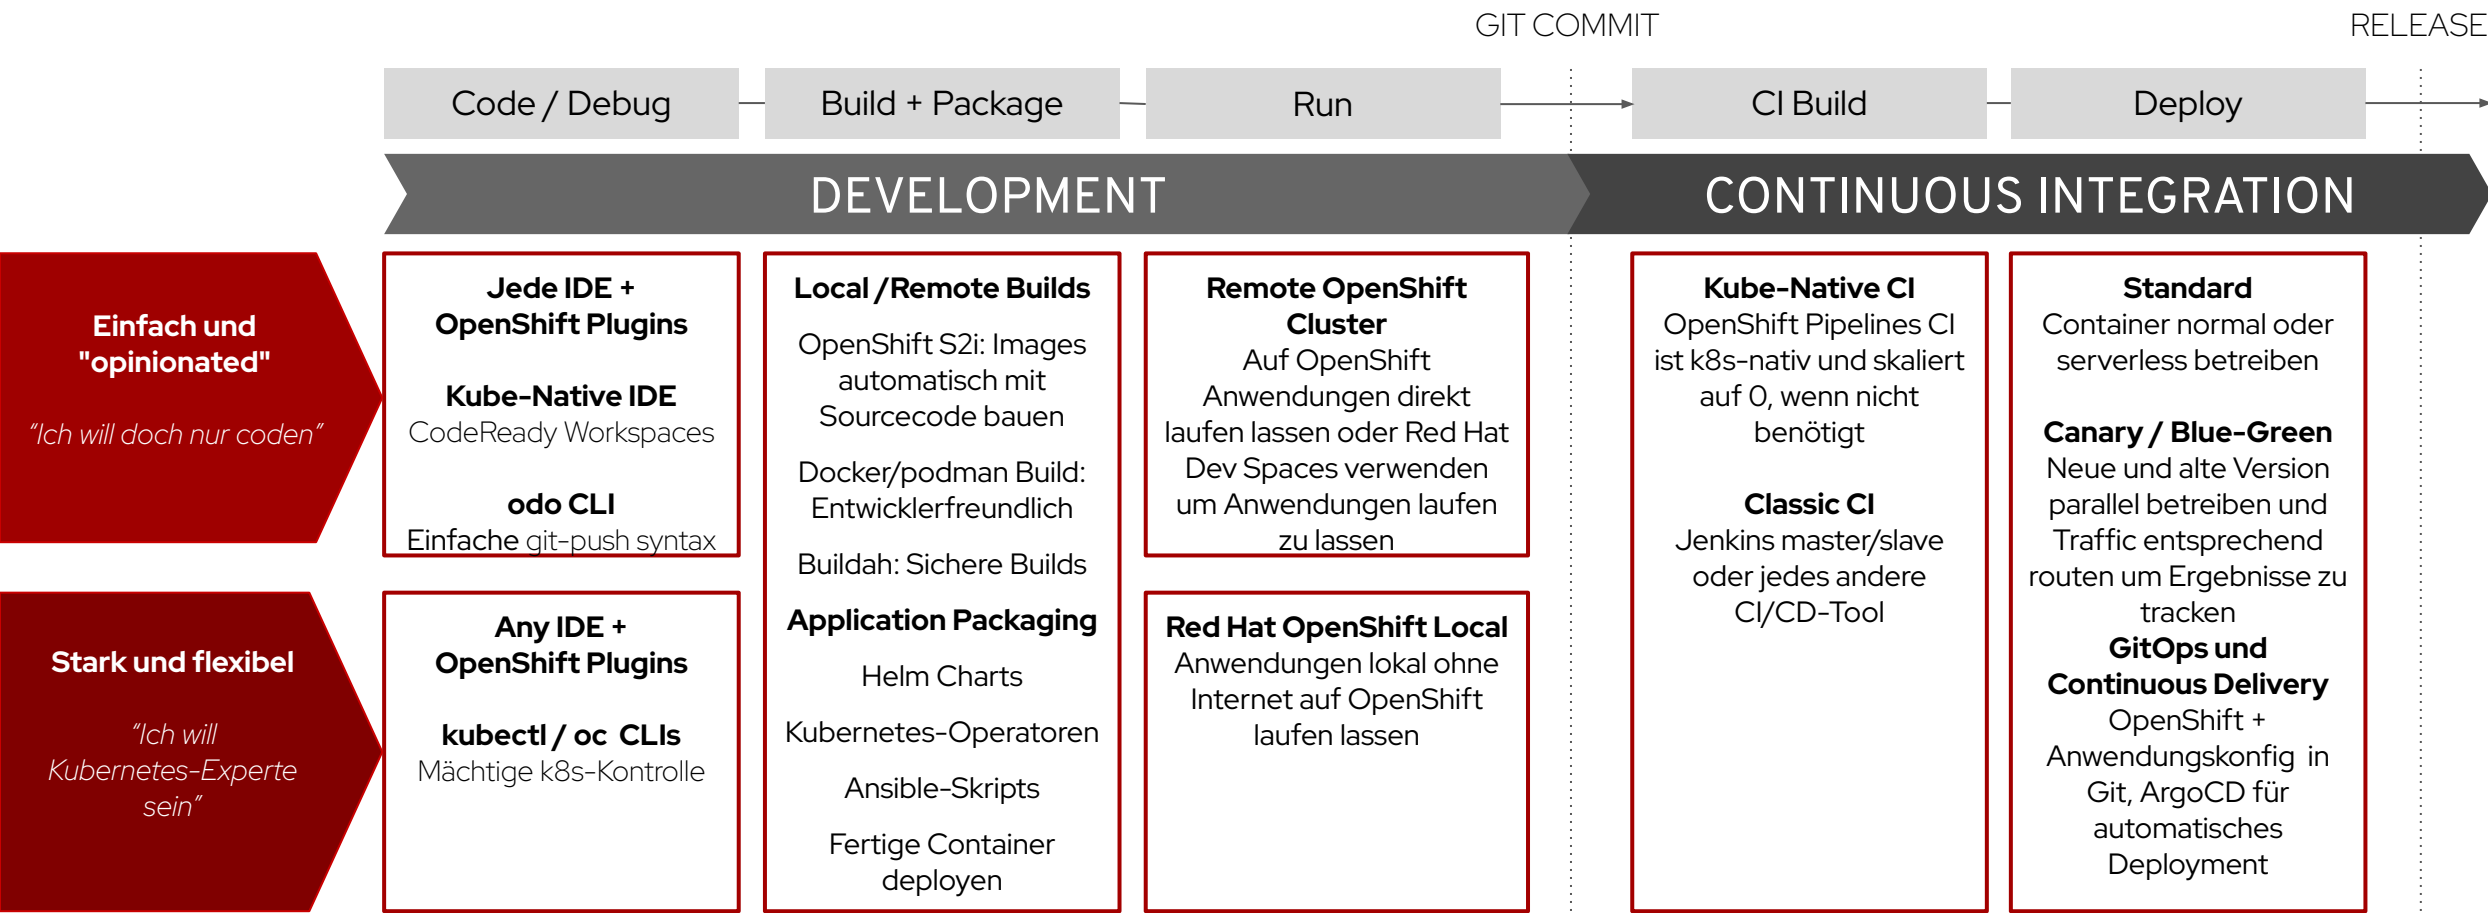 GIT COMMIT
RELEASE
Code / Debug
Build + Package
Run
CI Build
Deploy
DEVELOPMENT
CONTINUOUS INTEGRATION
Einfach und
"opinionated"
“Ich will doch nur coden”
Jede IDE +
OpenShift Plugins
Kube-Native IDE
CodeReady Workspaces
odo CLI
Einfache git-push syntax
Local /Remote Builds
OpenShift S2i: Images
automatisch mit
Sourcecode bauen
Docker/podman Build:
Entwicklerfreundlich
Buildah: Sichere Builds
Application Packaging
Helm Charts
Kubernetes-Operatoren
Ansible-Skripts
Fertige Container
deployen
Remote OpenShift
Cluster
Auf OpenShift
Anwendungen direkt
laufen lassen oder Red Hat
Dev Spaces verwenden
um Anwendungen laufen
zu lassen
Kube-Native CI
OpenShift Pipelines CI
ist k8s-nativ und skaliert
auf 0, wenn nicht
benötigt
Classic CI
Jenkins master/slave
oder jedes andere
CI/CD-Tool
Standard
Container normal oder
serverless betreiben
Canary / Blue-Green
Neue und alte Version
parallel betreiben und
Traffic entsprechend
routen um Ergebnisse zu
tracken
GitOps und
Continuous Delivery
OpenShift +
Anwendungskonfig in
Git, ArgoCD für
automatisches
Deployment
Stark und flexibel
“Ich will
Kubernetes-Experte
sein”
Any IDE +
OpenShift Plugins
kubectl / oc CLIs
Mächtige k8s-Kontrolle
Red Hat OpenShift Local
Anwendungen lokal ohne
Internet auf OpenShift
laufen lassen